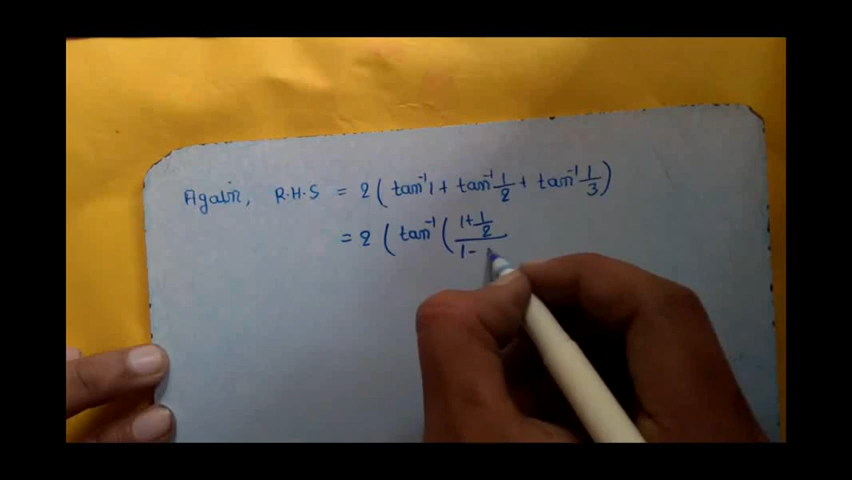 Again, R.H.S = 2 ( tan⁻¹1 + tan⁻¹ 1/2 + tan⁻¹ 1/3 )
= 2 ( tan⁻¹ ( (1+1/2)/(1-